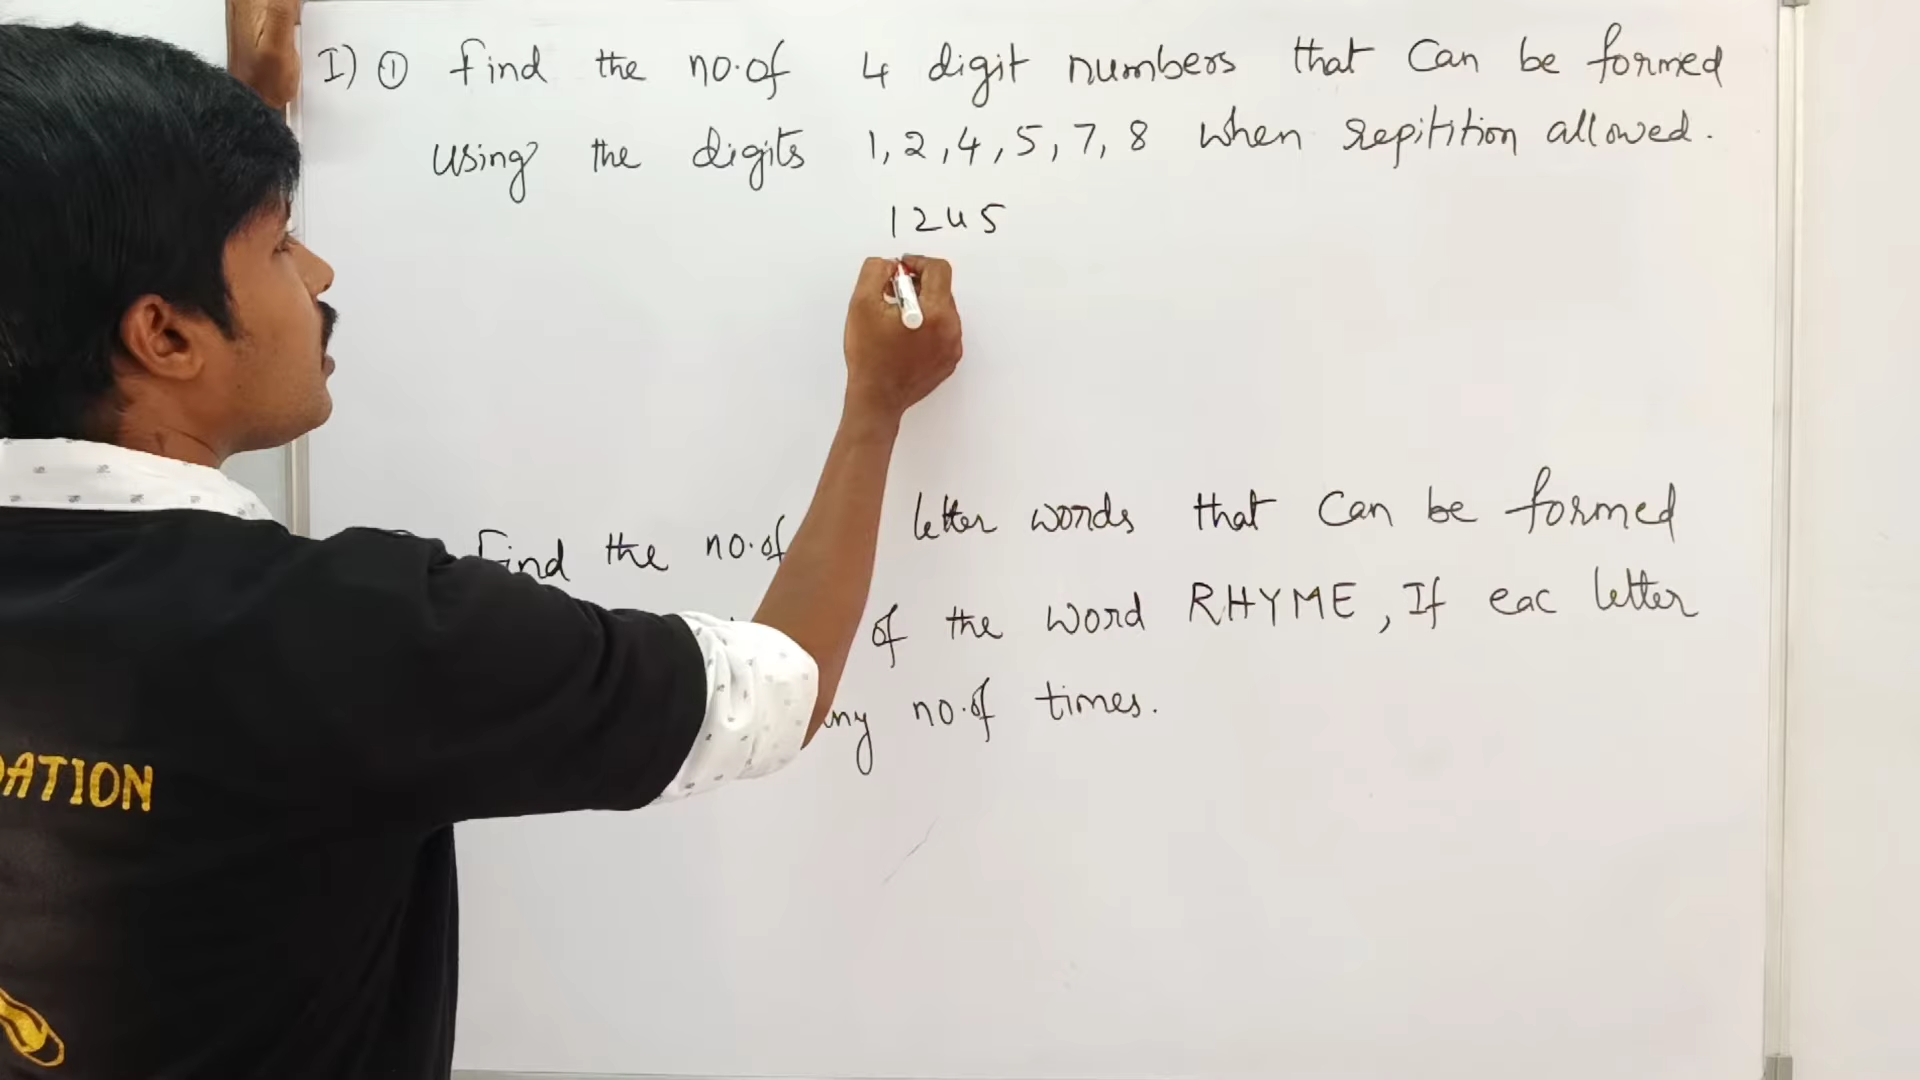 I) ① Find the no.of 4 digit numbers that can be formed
using the digits 1,2,4,5,7,8 when repitition allowed.
1245
Find the no.of letter words that can be formed
of the word RHYME, If eac letter
no.of times.
ATION